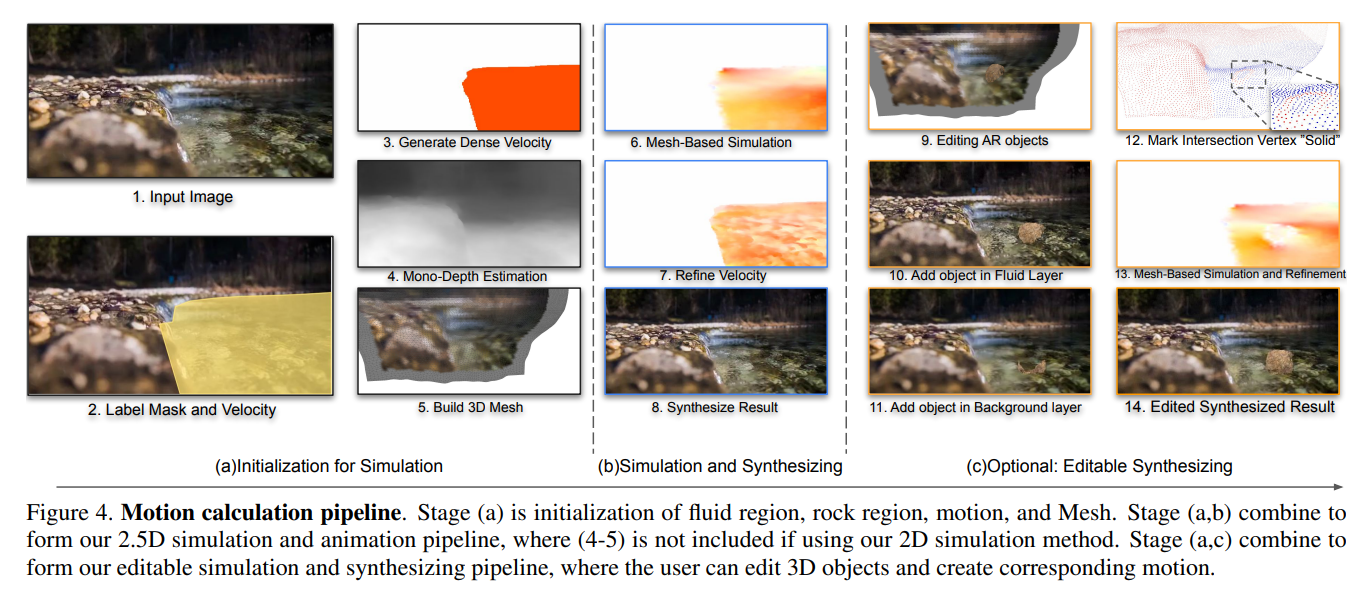 1. Input Image
2. Label Mask and Velocity
3. Generate Dense Velocity
4. Mono-Depth Estimation
5. Build 3D Mesh
(a)Initialization for Simulation
6. Mesh-Based Simulation
7. Refine Velocity
8. Synthesize Result
(b)Simulation and Synthesizing
9. Editing AR objects
10. Add object in Fluid Layer
11. Add object in Background layer
12. Mark Intersection Vertex "Solid"
13. Mesh-Based Simulation and Refinement
14. Edited Synthesized Result
(c)Optional: Editable Synthesizing
Figure 4. Motion calculation pipeline. Stage (a) is initialization of fluid region, rock region, motion, and Mesh. Stage (a,b) combine to
form our 2.5D simulation and animation pipeline, where (4-5) is not included if using our 2D simulation method. Stage (a,c) combine to
form our editable simulation and synthesizing pipeline, where the user can edit 3D objects and create corresponding motion.